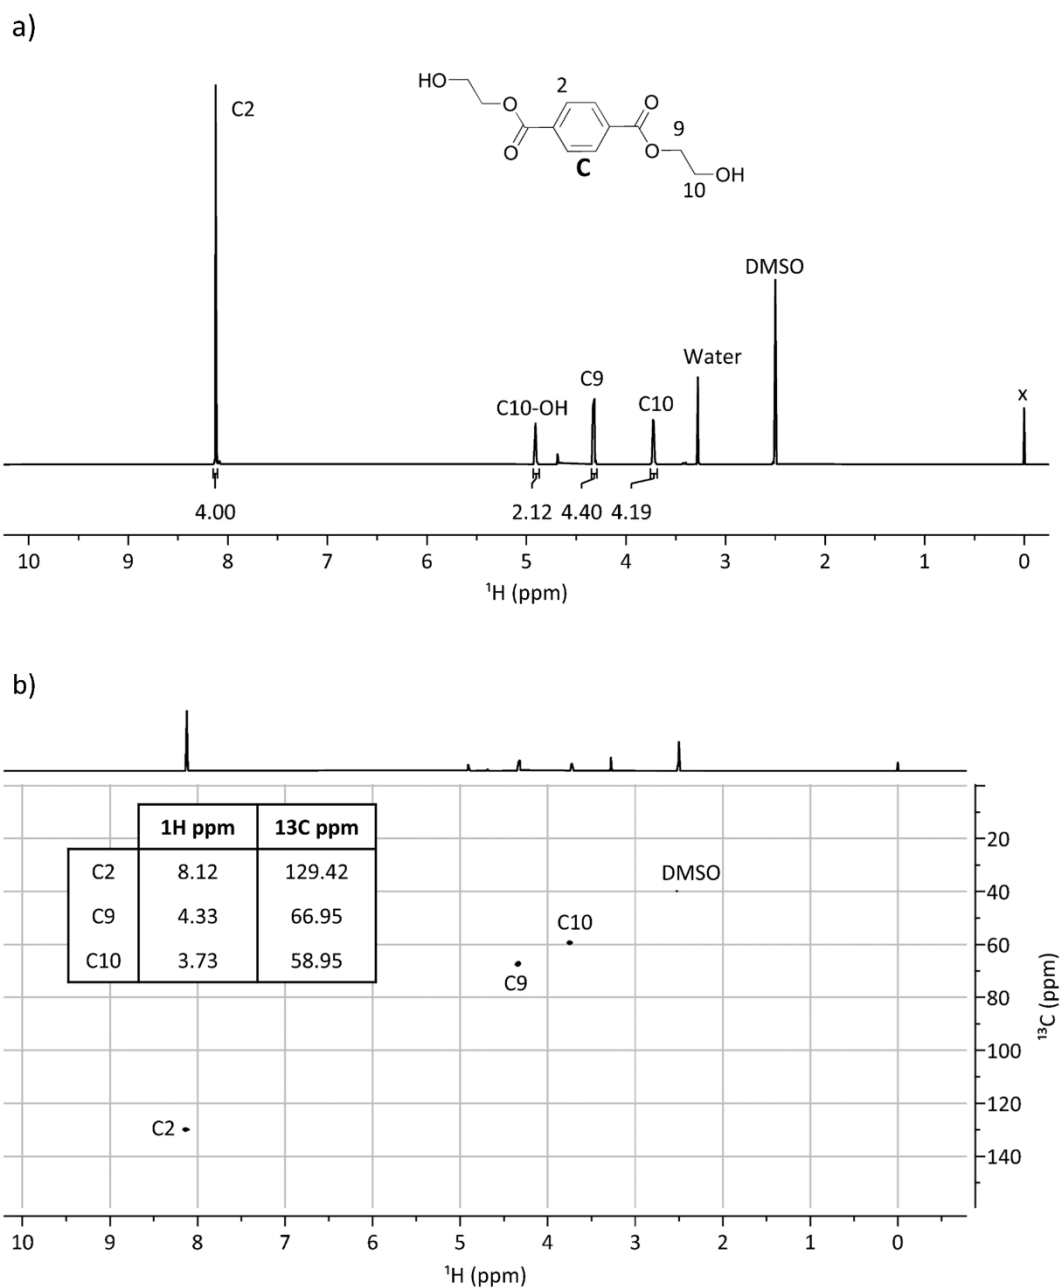 a)
C2
HO
2
O
O
O
9
O
C
10
OH
DMSO
Water
C9
C10
C10-OH
x
4.00
2.12 4.40 4.19
10 9 8 7 6 5 4 3 2 1 0
¹H (ppm)
b)
1H ppm 13C ppm
C2 8.12 129.42
C9 4.33 66.95
C10 3.73 58.95
DMSO
C10
C9
C2
20
40
60
80
100
120
140
¹³C (ppm)
10 9 8 7 6 5 4 3 2 1 0
¹H (ppm)